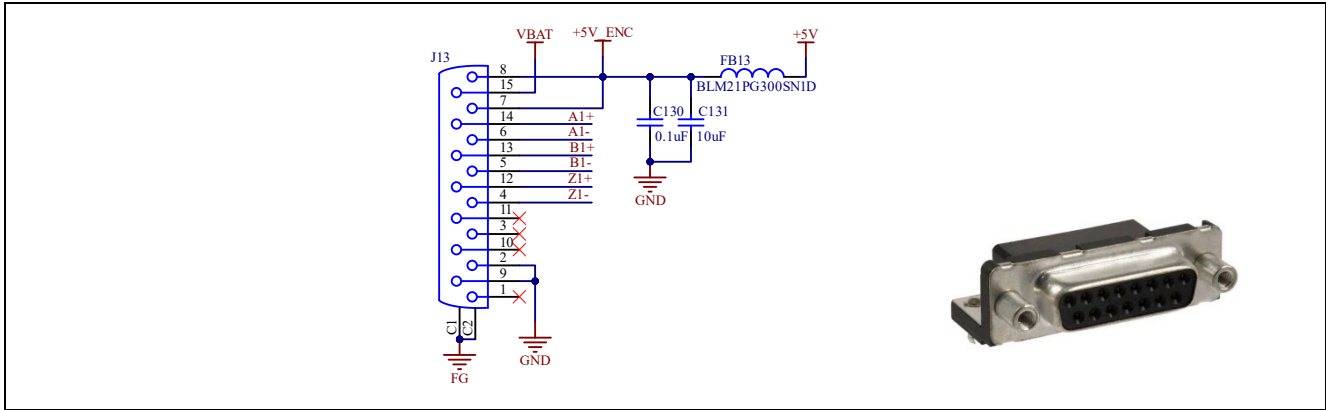 VBAT
+5V_ENC
+5V
J13
FB13
BLM21PG300SN1D
8
15
7
14
A1+
6
A1-
13
B1+
5
B1-
12
Z1+
4
Z1-
11
3
10
2
9
1
C130
0.1uF
C131
10uF
GND
C1
C2
GND
FG